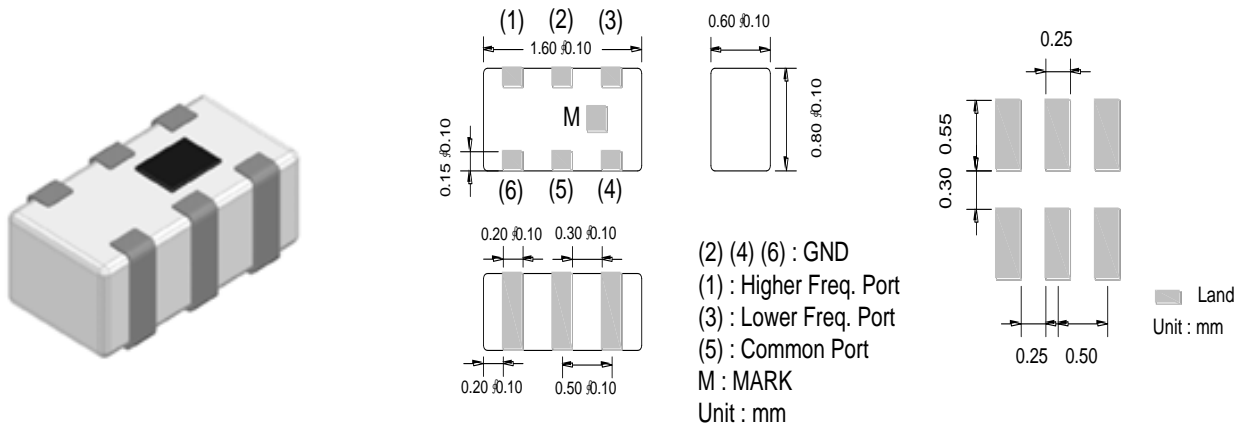 (1) (2) (3)
1.60 ±0.10
M
0.15 ±0.10
(6) (5) (4)
0.60 ±0.10
0.80 ±0.10
0.20 ±0.10 0.30 ±0.10
0.20 ±0.10 0.50 ±0.10
(2) (4) (6) : GND
(1) : Higher Freq. Port
(3) : Lower Freq. Port
(5) : Common Port
M : MARK
Unit : mm
0.25
0.55
0.30
0.25 0.50
Land
Unit : mm